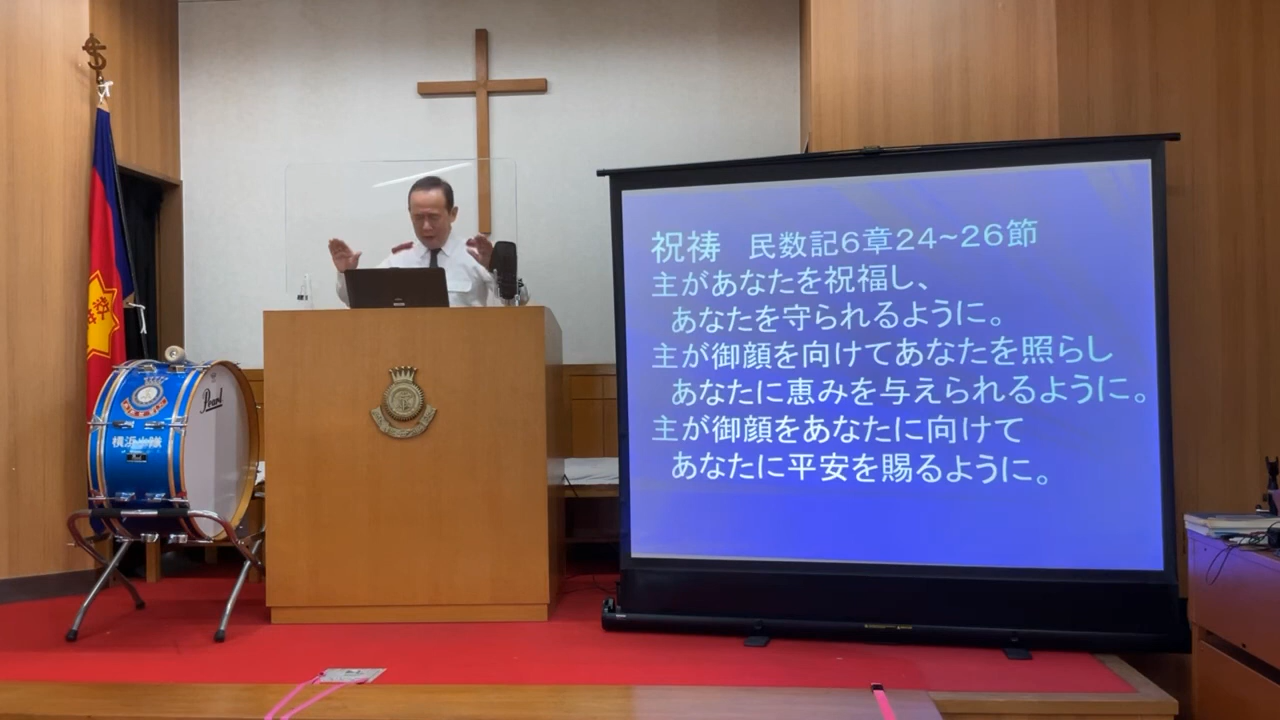 祝祷　民数記６章２４~２６節
主があなたを祝福し、
あなたを守られるように。
主が御顔を向けてあなたを照らし
あなたに恵みを与えられるように。
主が御顔をあなたに向けて
あなたに平安を賜るように。
Pearl
横浜小隊